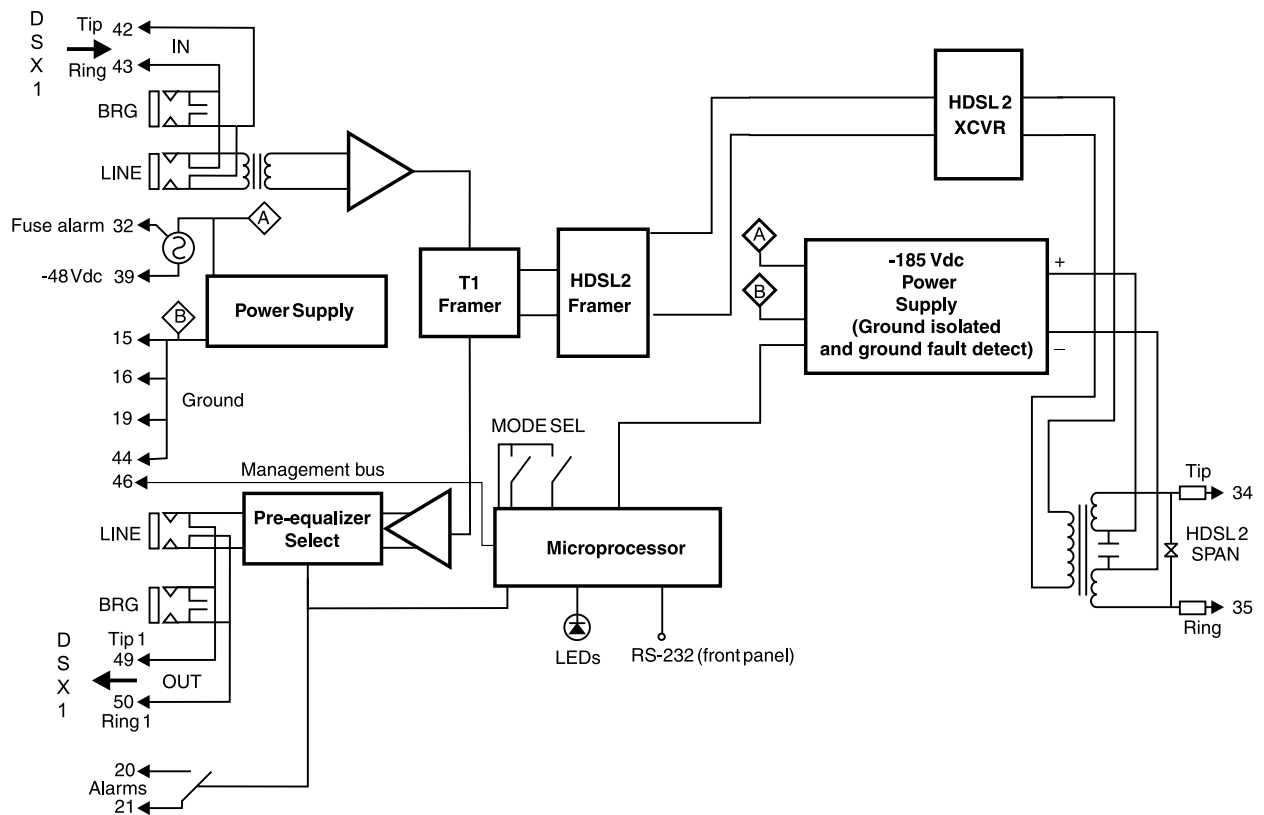 D
S
X
1
Tip 42
IN
Ring 43
BRG
LINE
Fuse alarm 32
A
-48 Vdc 39
Power Supply
B
15
16
Ground
19
44
46
Management bus
T1
Framer
HDSL2
Framer
HDSL 2
XCVR
A
B
-185 Vdc
Power
Supply
(Ground isolated
and ground fault detect)
+
–
MODE SEL
Microprocessor
LEDs
RS-232 (front panel)
Pre-equalizer
Select
LINE
BRG
D
S
X
1
Tip 1
49
OUT
50
Ring 1
20
Alarms
21
Tip
34
HDSL 2
SPAN
35
Ring